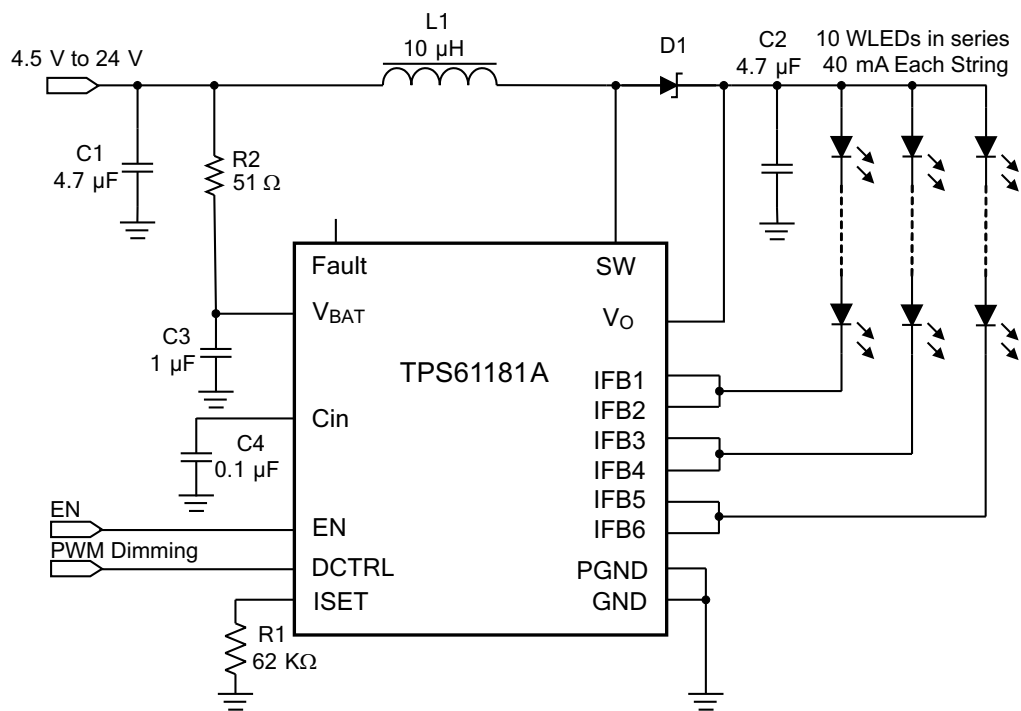 L1
10 µH
D1
C2
4.7 µF
10 WLEDs in series
40 mA Each String
4.5 V to 24 V
C1
4.7 µF
R2
51 Ω
Fault
SW
VBAT
VO
C3
1 µF
TPS61181A
IFB1
IFB2
Cin
IFB3
C4
0.1 µF
IFB4
IFB5
EN
EN
IFB6
PWM Dimming
DCTRL
PGND
ISET
GND
R1
62 KΩ